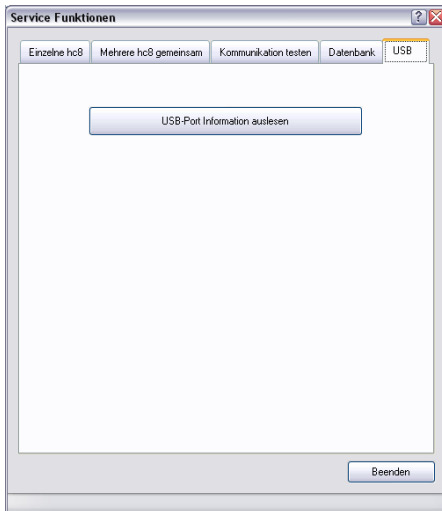 Service Funktionen
Einzelne hc8 Mehrere hc8 gemeinsam Kommunikation testen Datenbank USB
USB-Port Information auslesen
Beenden